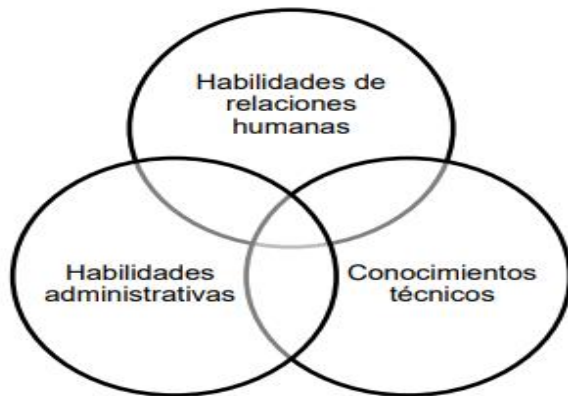 Habilidades de
relaciones
humanas
Habilidades
administrativas
Conocimientos
técnicos